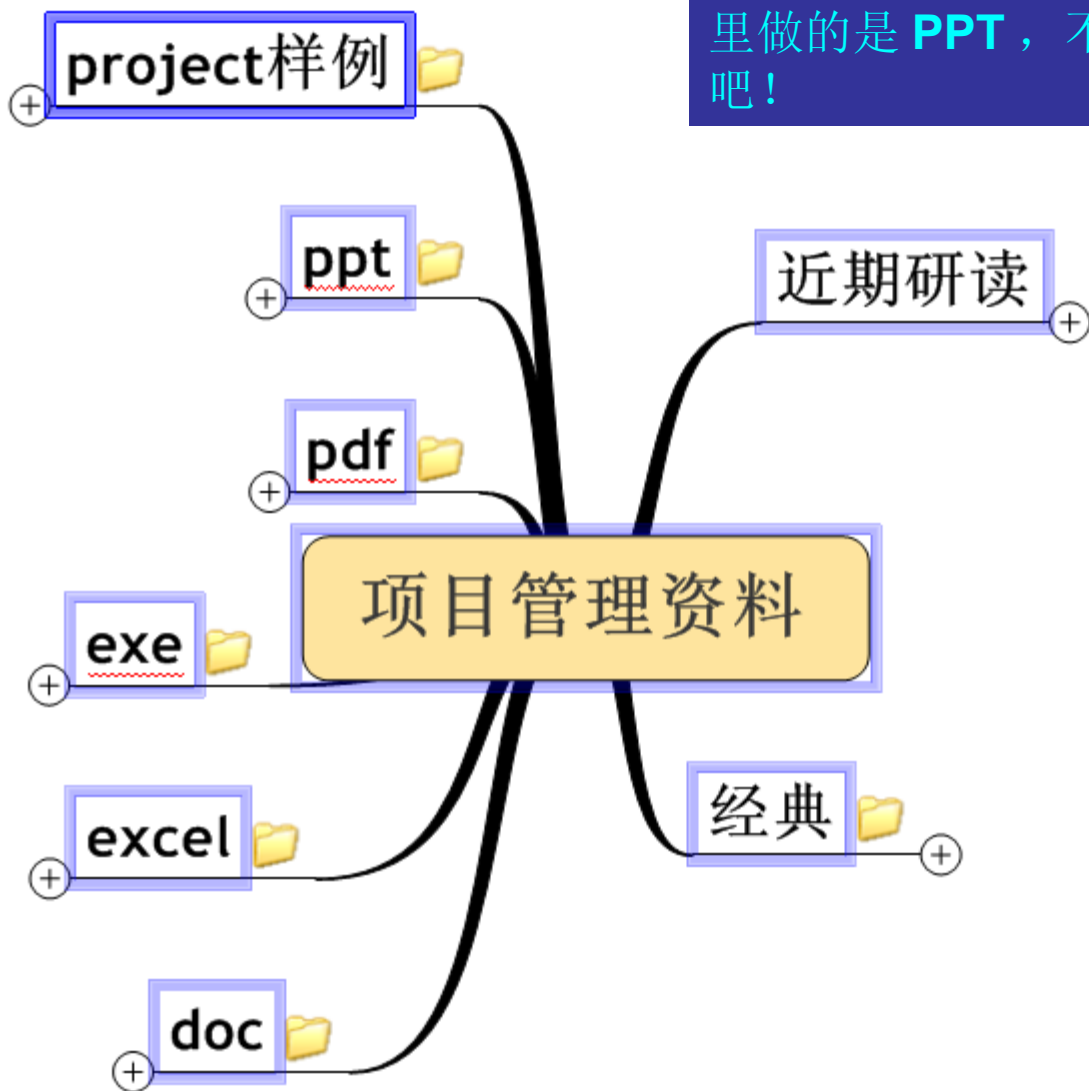 project样例
里做的是 PPT ，不
吧！
ppt
近期研读
pdf
项目管理资料
exe
经典
excel
doc